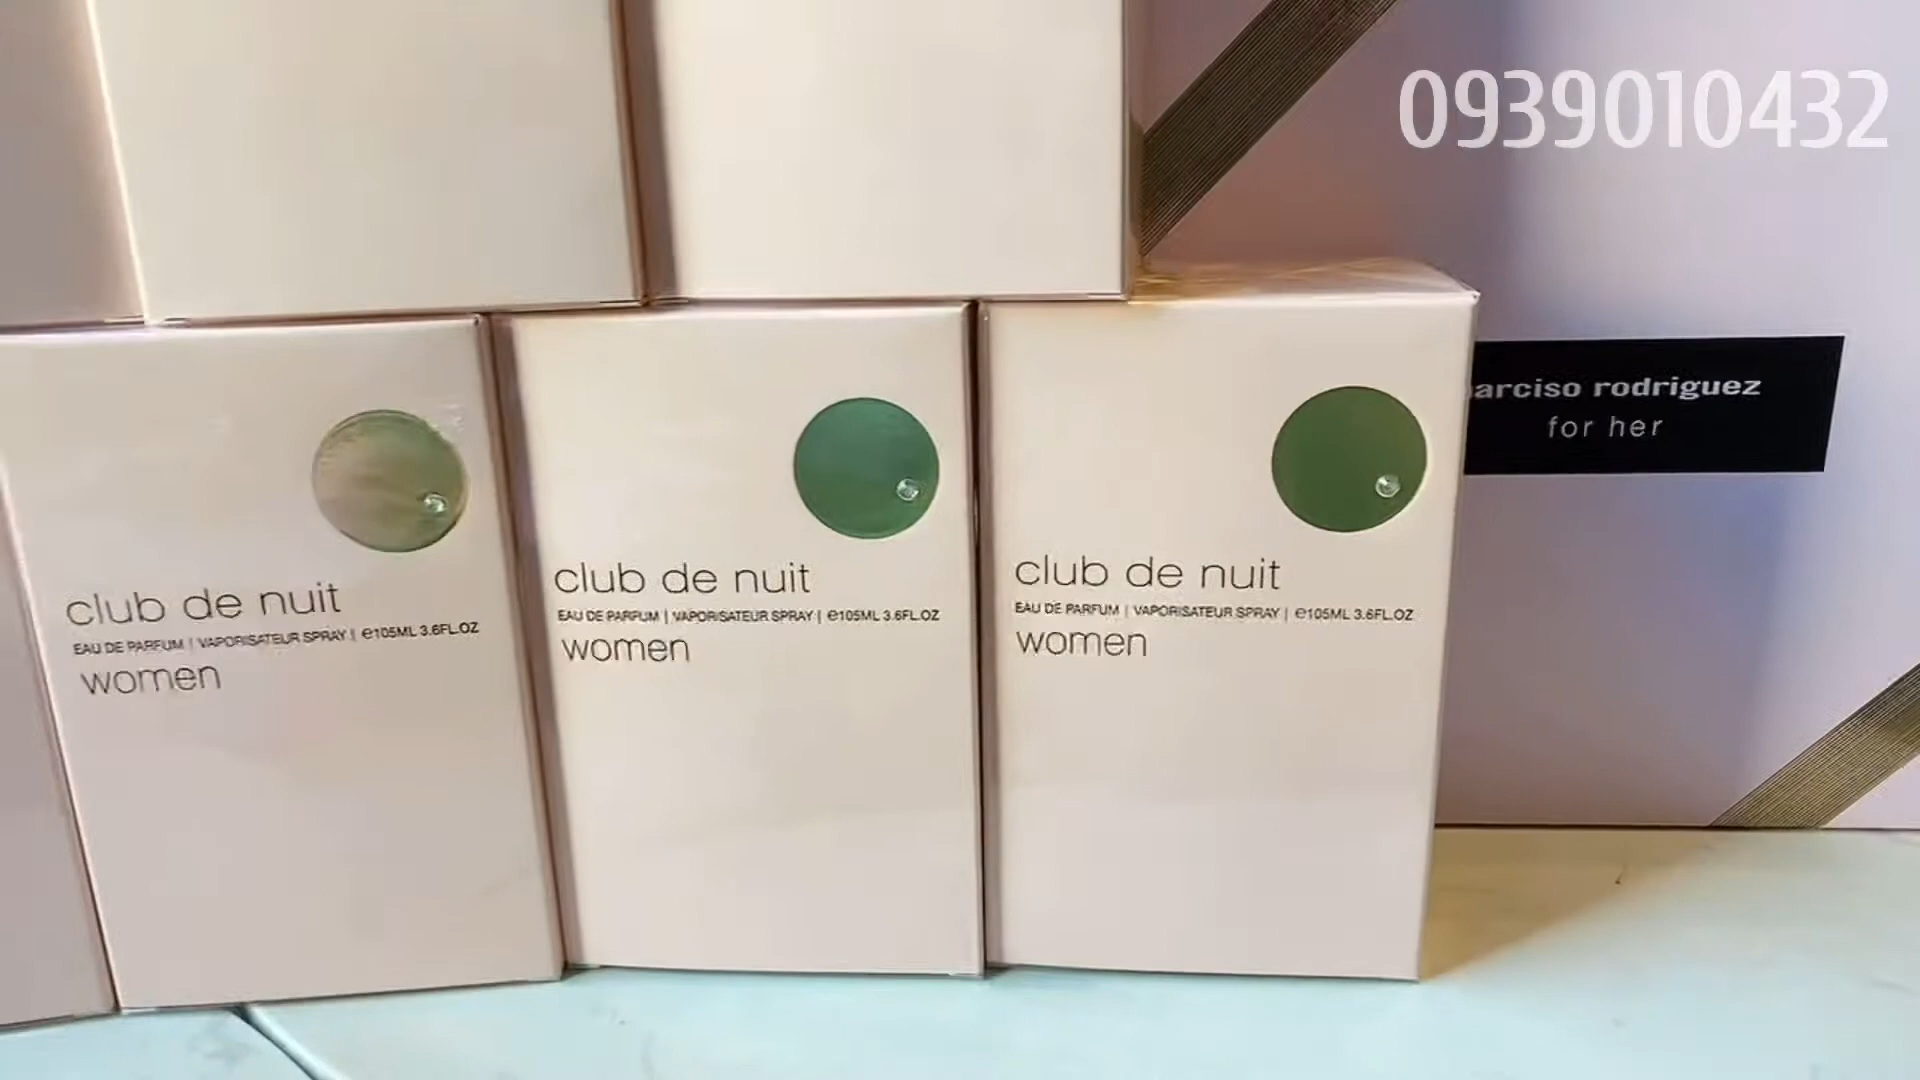 0939010432
club de nuit
EAU DE PARFUM | VAPORISATEUR SPRAY | ℮105ML 3.6FL.OZ
women
club de nuit
EAU DE PARFUM | VAPORISATEUR SPRAY | ℮105ML 3.6FL.OZ
women
club de nuit
EAU DE PARFUM | VAPORISATEUR SPRAY | ℮105ML 3.6FL.OZ
women
narciso rodriguez
for her